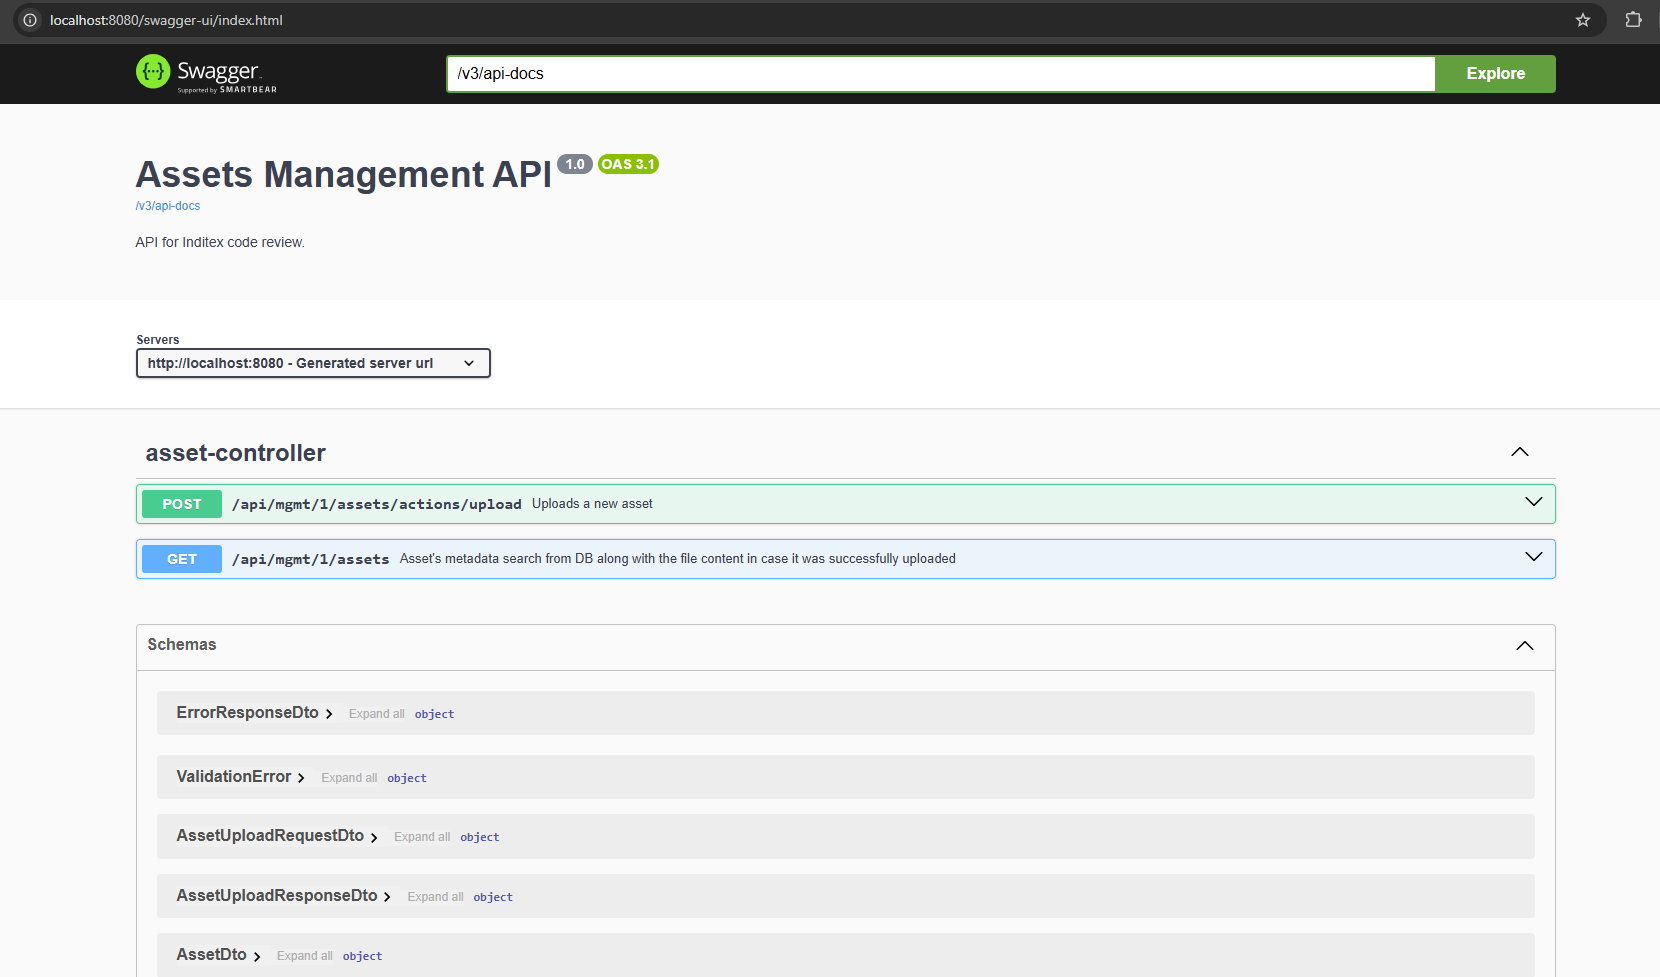 localhost:8080/swagger-ui/index.html
Swagger
Supported by SMARTBEAR
/v3/api-docs
Explore
Assets Management API 1.0 OAS 3.1
/v3/api-docs
API for Inditex code review.
Servers
http://localhost:8080 - Generated server url
asset-controller
POST /api/mgmt/1/assets/actions/upload Uploads a new asset
GET /api/mgmt/1/assets Asset's metadata search from DB along with the file content in case it was successfully uploaded
Schemas
ErrorResponseDto Expand all object
ValidationError Expand all object
AssetUploadRequestDto Expand all object
AssetUploadResponseDto Expand all object
AssetDto Expand all object